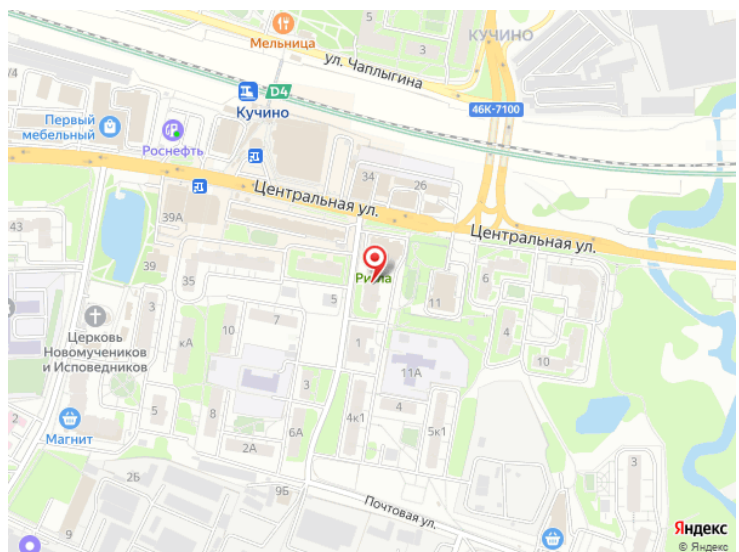 Мельница
5
3
КУЧИНО
ул. Чаплыгина
D4
Кучино
46К-7100
Первый
мебельный
Роснефть
Центральная ул.
34
26
39А
43
39
35
Центральная ул.
6
11
5
3
10
7
кА
1
4
10
11А
Церковь
Новомучеников
и Исповедников
3
4
2
5
8
6А
4к1
5к1
Магнит
2А
2Б
9Б
9
Почтовая ул.
3
Яндекс
© Яндекс